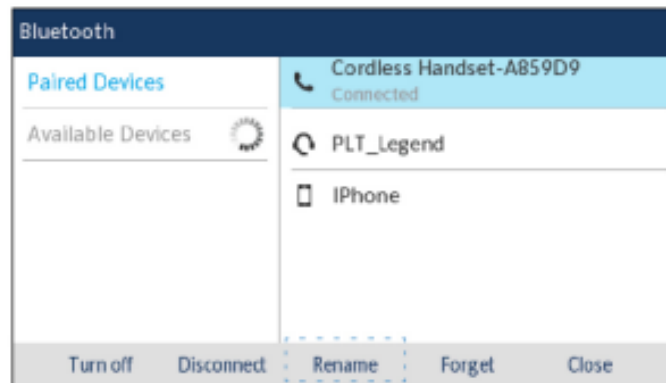 Bluetooth
Paired Devices
Available Devices
Cordless Handset-A859D9
Connected
PLT_Legend
IPhone
Turn off Disconnect Rename Forget Close